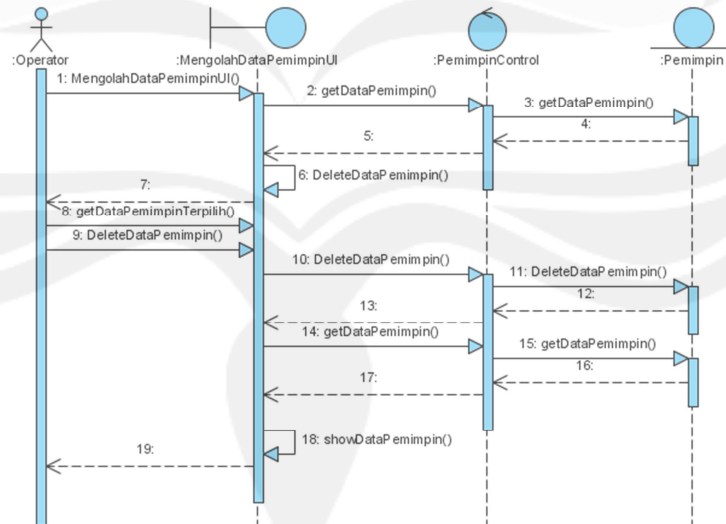 :Operator
:MengolahDataPemimpinUI
:PemimpinControl
:Pemimpin
1: MengolahDataPemimpinUI()
2: getDataPemimpin()
3: getDataPemimpin()
4:
5:
6: DeleteDataPemimpin()
7:
8: getDataPemimpinTerpilih()
9: DeleteDataPemimpin()
10: DeleteDataPemimpin()
11: DeleteDataPemimpin()
12:
13:
14: getDataPemimpin()
15: getDataPemimpin()
16:
17:
18: showDataPemimpin()
19: